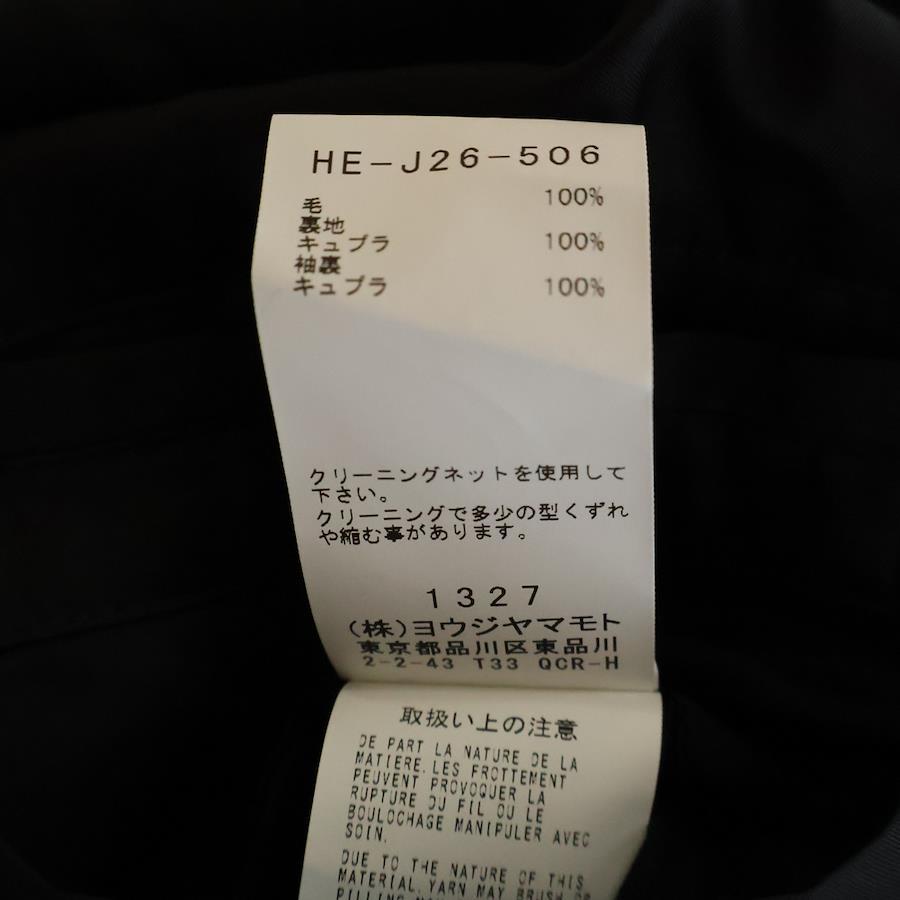 HE-J26-506
毛 100%
裏地
キュプラ 100%
袖裏
キュプラ 100%
クリーニングネットを使用して
下さい。
クリーニングで多少の型くずれ
や縮む事があります。
1327
(株)ヨウジヤマモト
東京都品川区東品川
2-2-43 T33 QCR-H
取扱い上の注意
DE PART LA NATURE DE LA
MATIERE.LES FROTTEMENT
PEUVENT PROVOQUER LA
RUPTURE DU FIL OU LE
BOULOCHAGE MANIPULER AVEC
SOIN.
DUE TO THE NATURE OF THIS
MATERIAL.YARN MAY BRUSH OR
PILLING